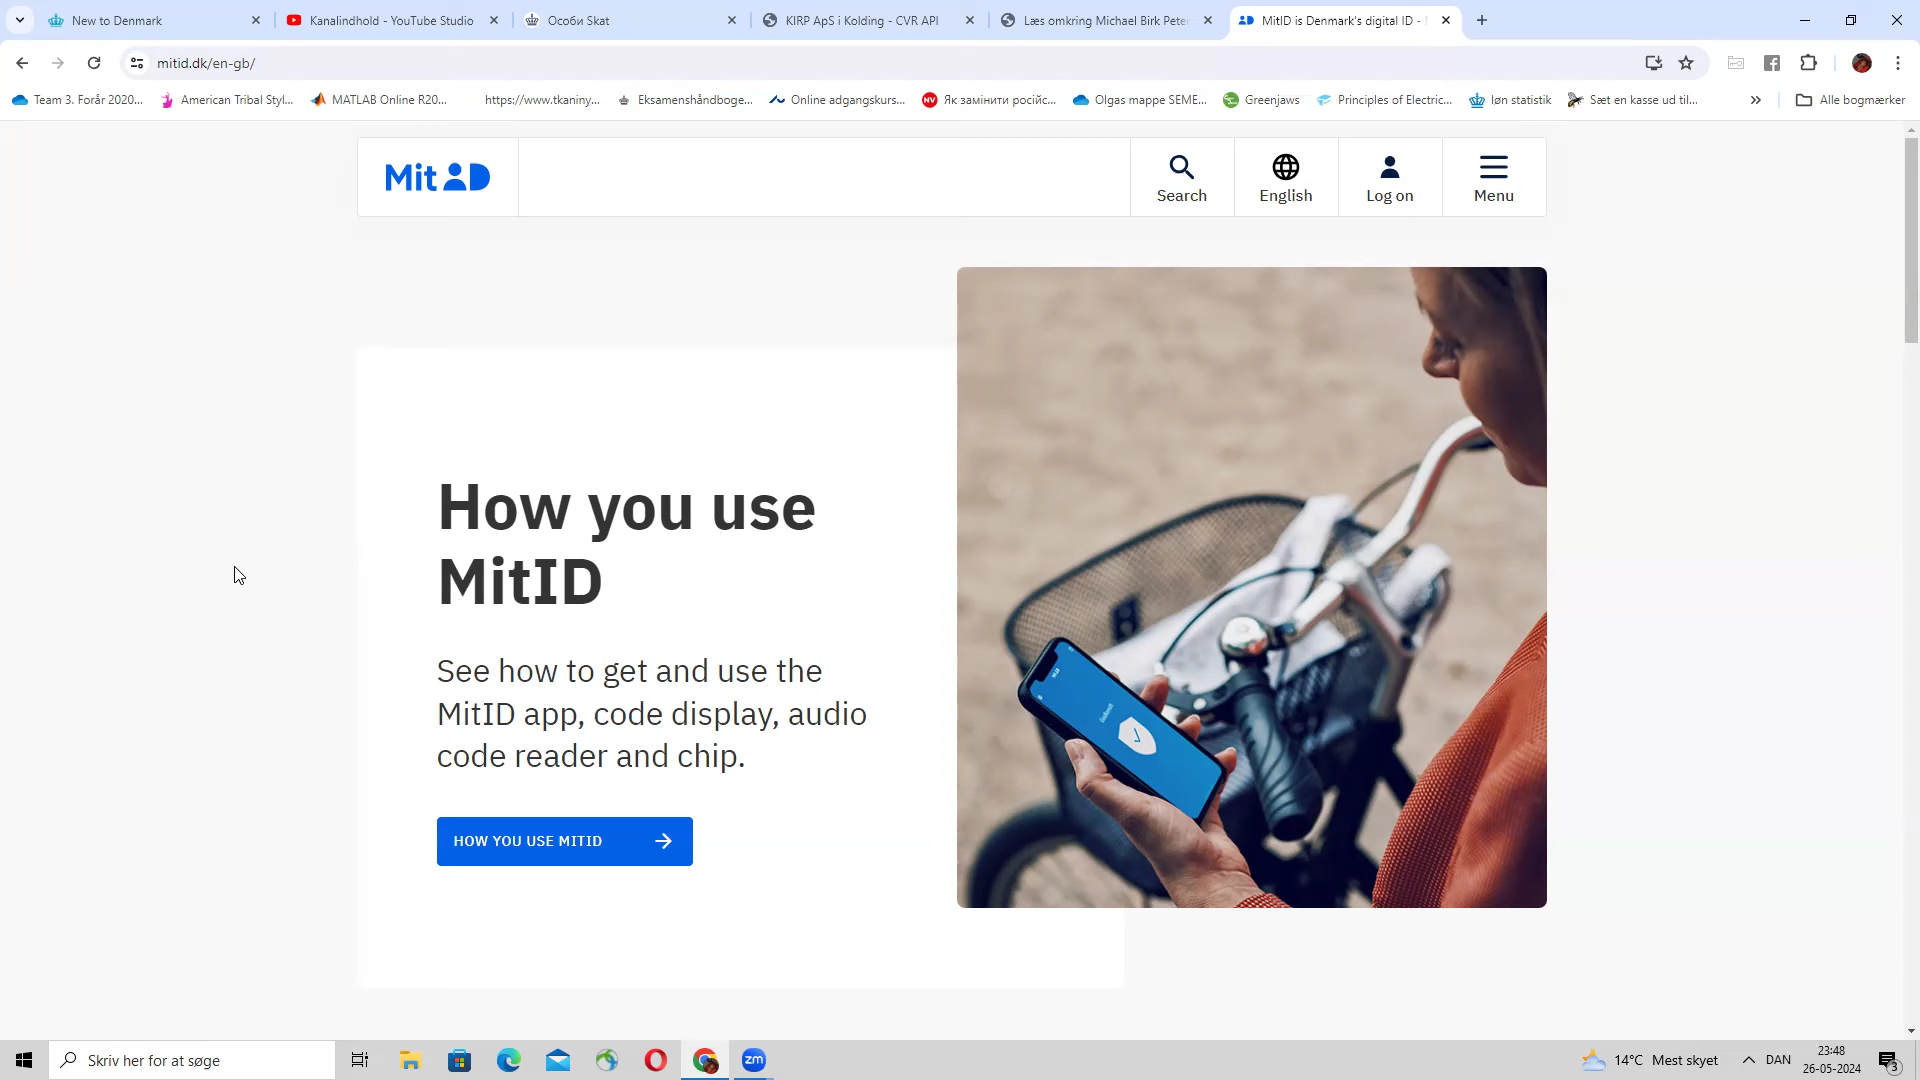 New to Denmark
Kanalindhold - YouTube Studio
Особи Skat
KIRP ApS i Kolding - CVR API
Læs omkring Michael Birk Pete
MitID is Denmark's digital ID -
mitid.dk/en-gb/
Team 3. Forår 2020...
American Tribal Styl...
MATLAB Online R20...
https://www.tkaniny...
Eksamenshåndboge...
Online adgangskurs...
Як замінити російс...
Olgas mappe SEME...
Greenjaws
Principles of Electric...
løn statistik
Sæt en kasse ud til...
Alle bogmærker
Mit
Search
English
Log on
Menu
How you use
MitID
See how to get and use the
MitID app, code display, audio
code reader and chip.
HOW YOU USE MITID
Skriv her for at søge
zm
14°C Mest skyet
DAN
23:48
26-05-2024
3